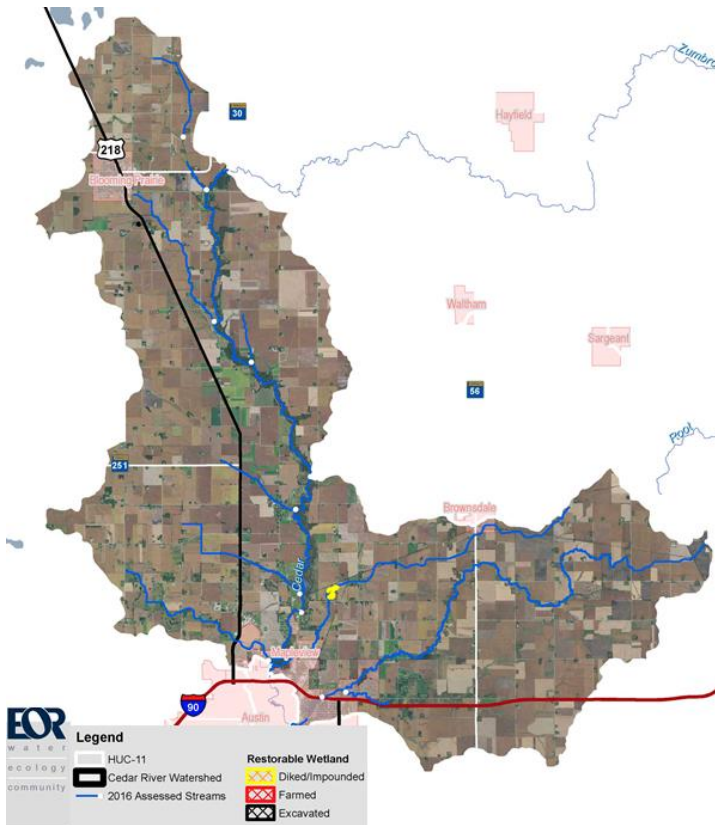 Zumbro
30
Hayfield
218
Blooming Prairie
Waltham
Sargeant
56
Root
251
Brownsdale
Cedar
Mapleview
90
Austin
EOR
water
ecology
community
Legend
HUC-11
Cedar River Watershed
2016 Assessed Streams
Restorable Wetland
Diked/Impounded
Farmed
Excavated